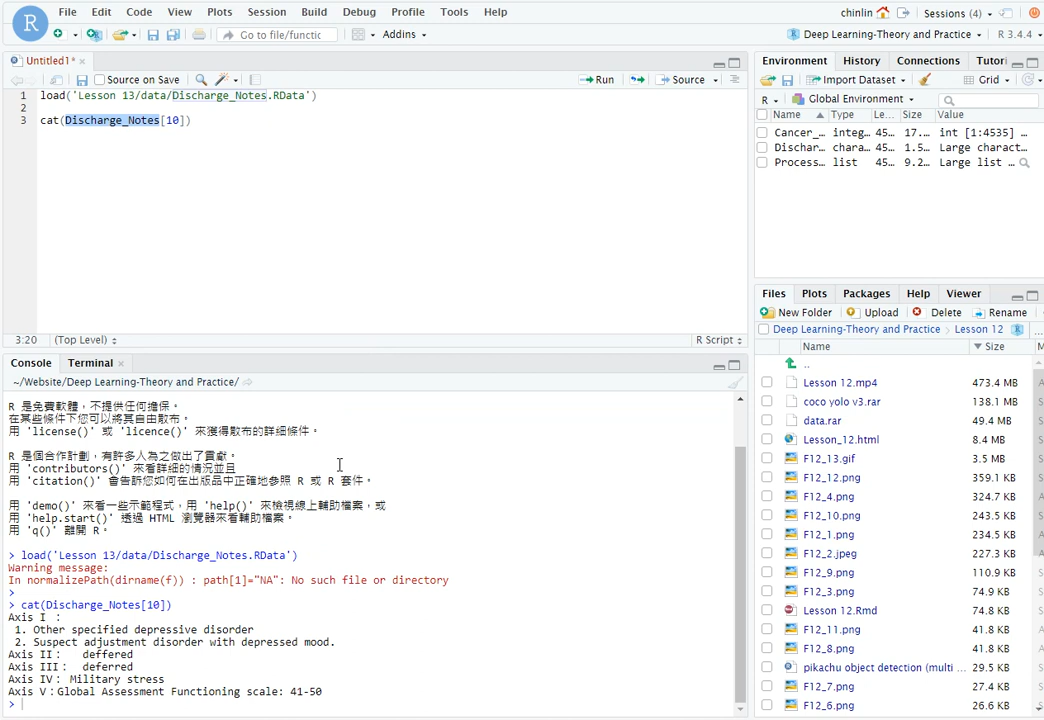 File Edit Code View Plots Session Build Debug Profile Tools Help
chinlin Sessions (4)
Go to file/functic Addins
Deep Learning-Theory and Practice R 3.4.4
Untitled1* ×
Source on Save Run Source
1 load('Lesson 13/data/Discharge_Notes.RData')
2
3 cat(Discharge_Notes[10])
3:20 (Top Level) R Script
Environment History Connections Tutori
Import Dataset Grid
R Global Environment
Name Type Le... Size Value
Cancer_... integ... 45... 17.... int [1:4535] ...
Dischar... chara... 45... 1.5... Large charact...
Process... list 45... 9.2... Large list ...
Console Terminal ×
~/Website/Deep Learning-Theory and Practice/
R 是免費軟體，不提供任何擔保。
在某些條件下您可以將其自由散布。
用 'license()' 或 'licence()' 來獲得散布的詳細條件。
R 是個合作計劃，有許多人為之做出了貢獻。
用 'contributors()' 來看詳細的情況並且
用 'citation()' 會告訴您如何在出版品中正確地參照 R 或 R 套件。
用 'demo()' 來看一些示範程式，用 'help()' 來檢視線上輔助檔案，或
用 'help.start()' 透過 HTML 瀏覽器來看輔助檔案。
用 'q()' 離開 R。
> load('Lesson 13/data/Discharge_Notes.RData')
Warning message:
In normalizePath(dirname(f)) : path[1]="NA": No such file or directory
>
> cat(Discharge_Notes[10])
Axis I :
1. Other specified depressive disorder
2. Suspect adjustment disorder with depressed mood.
Axis II： deffered
Axis III： deferred
Axis IV： Military stress
Axis V：Global Assessment Functioning scale: 41-50
>
Files Plots Packages Help Viewer
New Folder Upload Delete Rename
Deep Learning-Theory and Practice Lesson 12 ...
Name Size M
..
Lesson 12.mp4 473.4 MB
coco yolo v3.rar 138.1 MB
data.rar 49.4 MB
Lesson_12.html 8.4 MB
F12_13.gif 3.5 MB
F12_12.png 359.1 KB
F12_4.png 324.7 KB
F12_10.png 243.5 KB
F12_1.png 234.5 KB
F12_2.jpeg 227.3 KB
F12_9.png 110.9 KB
F12_3.png 74.9 KB
Lesson 12.Rmd 74.8 KB
F12_11.png 41.8 KB
F12_8.png 41.8 KB
pikachu object detection (multi ... 29.5 KB
F12_7.png 27.4 KB
F12_6.png 26.6 KB